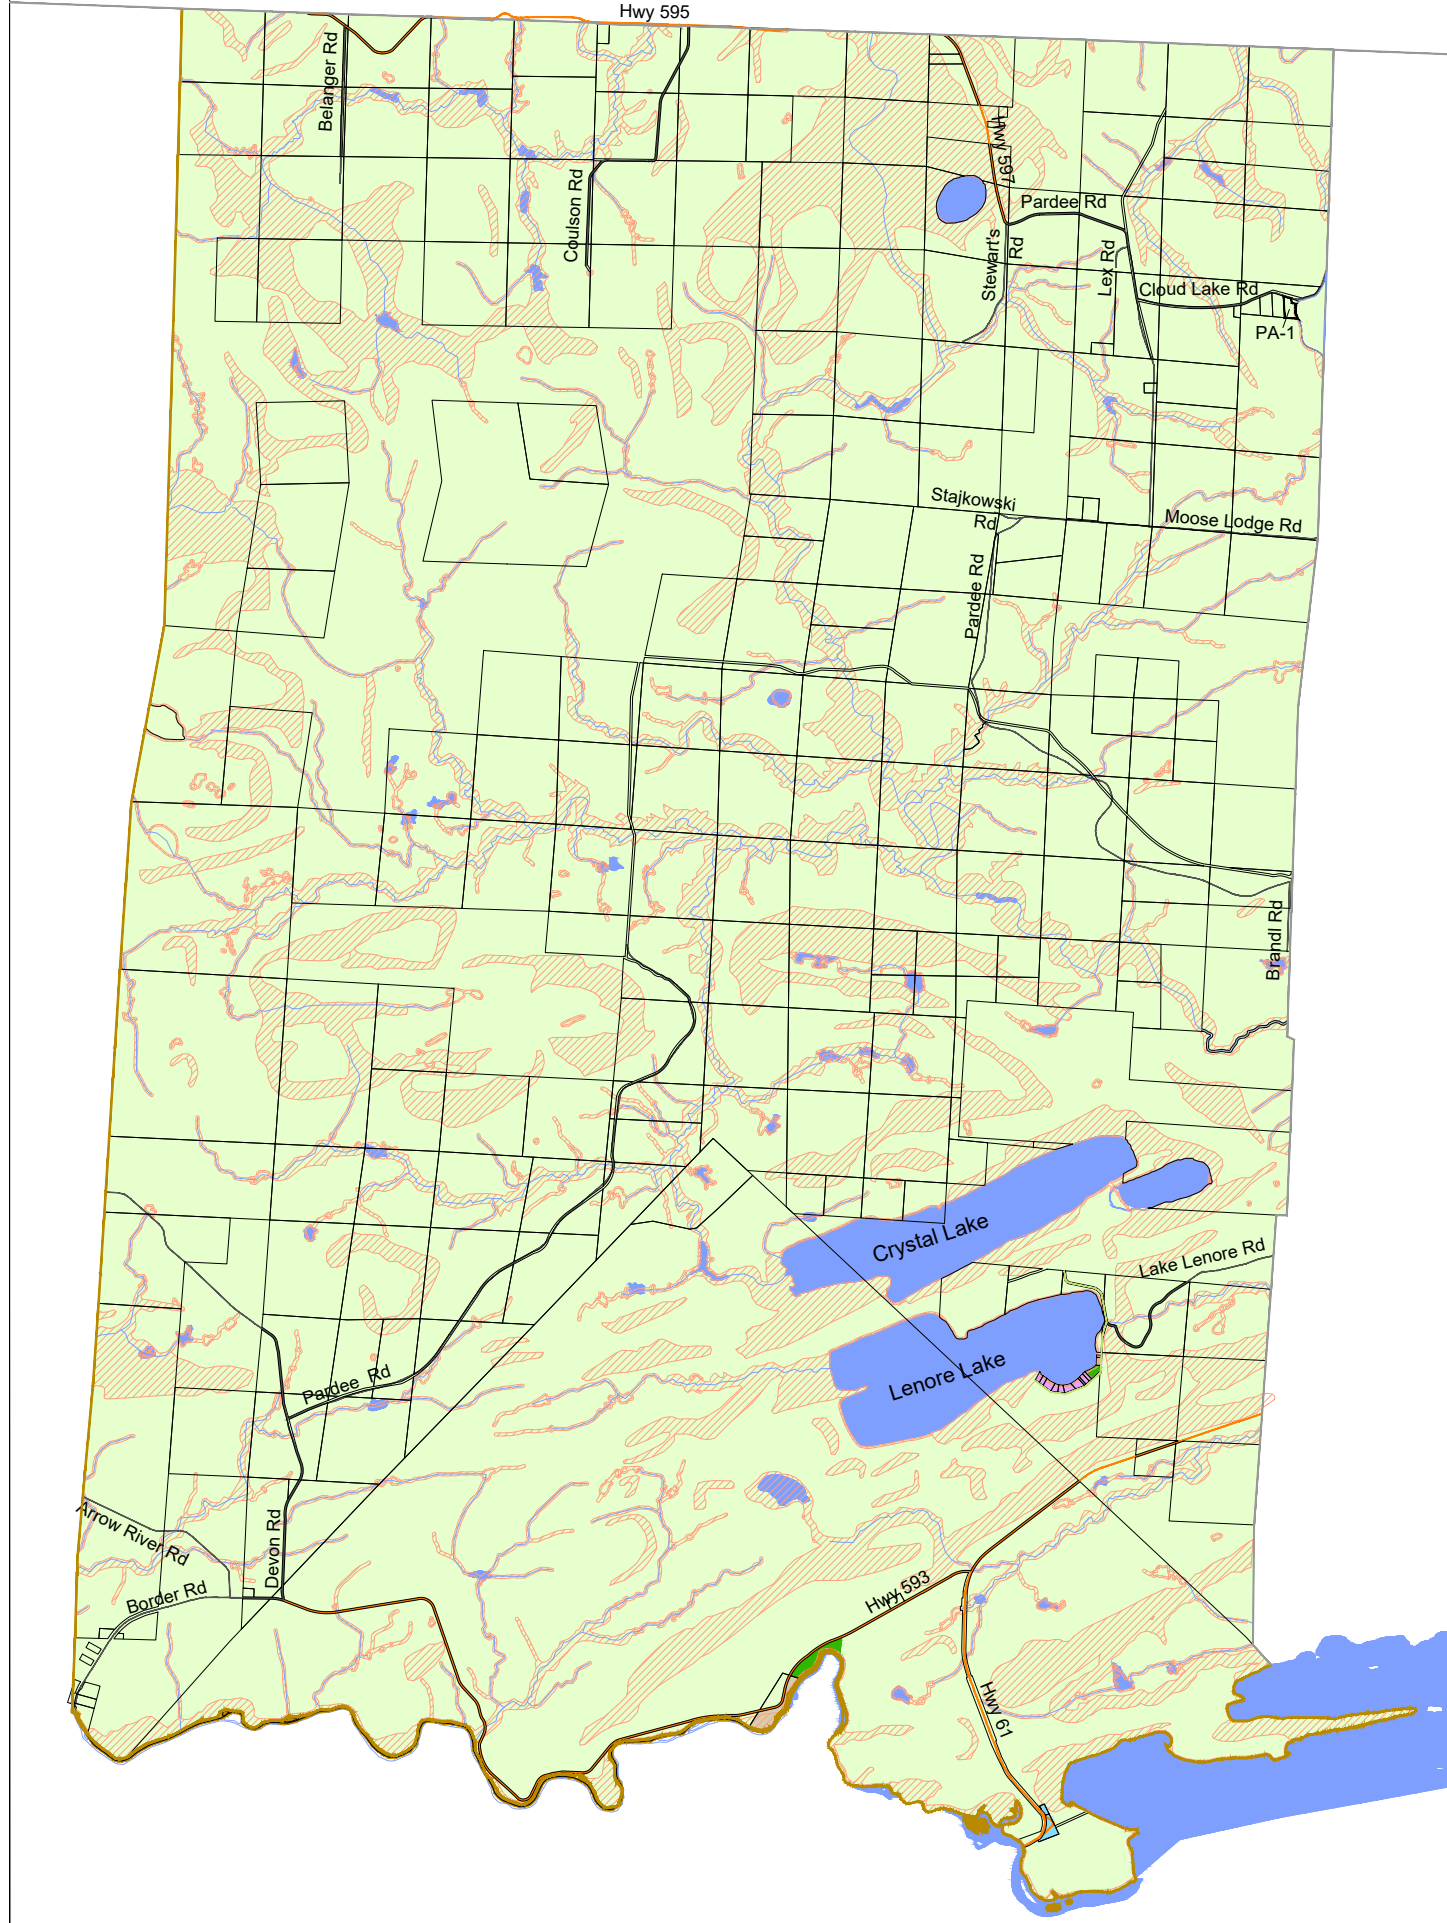 Hwy 595
Belanger Rd
HWY 597
Coulson Rd
Pardee Rd
Stewart's
Rd
Lex Rd
Cloud Lake Rd
PA-1
Stajkowski
Rd
Moose Lodge Rd
Pardee Rd
Brandl Rd
Crystal Lake
Lake Lenore Rd
Lenore Lake
Pardee Rd
Arrow River Rd
Devon Rd
Border Rd
Hwy 593
Hwy 61